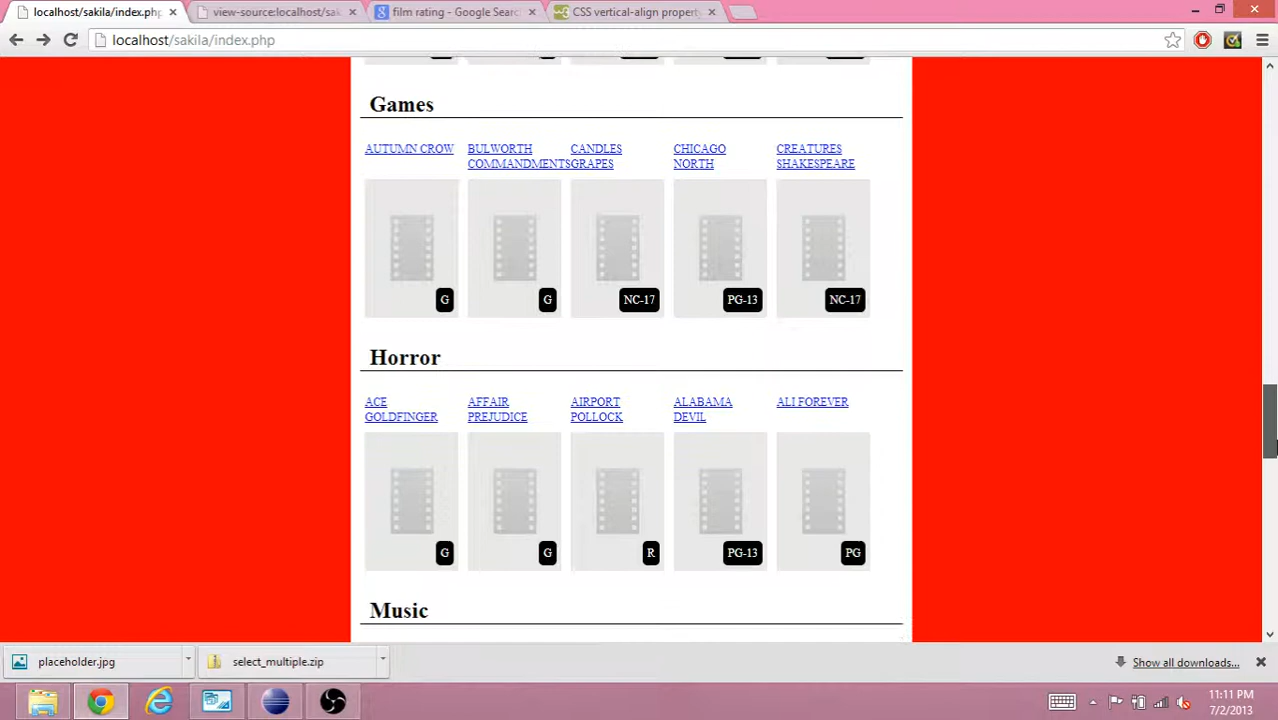 localhost/sakila/index.ph
view-source:localhost/sak
film rating - Google Searc
CSS vertical-align property
localhost/sakila/index.php
Games
AUTUMN CROW
BULWORTH
COMMANDMENTS
CANDLES
GRAPES
CHICAGO
NORTH
CREATURES
SHAKESPEARE
G
G
NC-17
PG-13
NC-17
Horror
ACE
GOLDFINGER
AFFAIR
PREJUDICE
AIRPORT
POLLOCK
ALABAMA
DEVIL
ALI FOREVER
G
G
R
PG-13
PG
Music
placeholder.jpg
select_multiple.zip
Show all downloads...
11:11 PM
7/2/2013